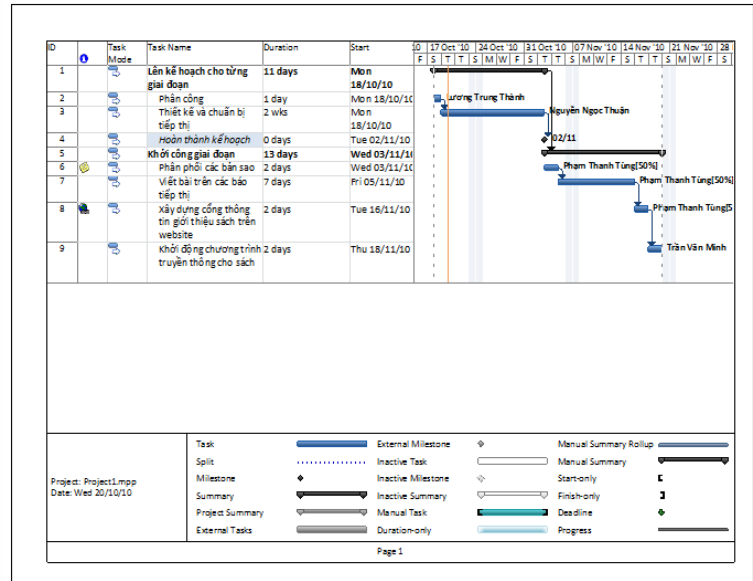 ID Task Mode Task Name Duration Start 10 17 Oct '10 24 Oct '10 31 Oct '10 07 Nov '10 14 Nov '10 21 Nov '10 28
F S T T S M W F S T T S M W F S T T S M W F S
1 Lên kế hoạch cho từng giai đoạn 11 days Mon 18/10/10
2 Phân công 1 day Mon 18/10/10 Lương Trung Thành
3 Thiết kế và chuẩn bị tiếp thị 2 wks Mon 18/10/10 Nguyễn Ngọc Thuận
4 Hoàn thành kế hoạch 0 days Tue 02/11/10 02/11
5 Khởi công giai đoạn 13 days Wed 03/11/1
6 Phân phối các bản sao 2 days Wed 03/11/1 Phạm Thanh Tùng[50%]
7 Viết bài trên các báo tiếp thị 7 days Fri 05/11/10 Phạm Thanh Tùng[50%]
8 Xây dựng cổng thông tin giới thiệu sách trên website 2 days Tue 16/11/10 Phạm Thanh Tùng[5
9 Khởi động chương trình truyền thông cho sách 2 days Thu 18/11/10 Trần Văn Minh
Project: Project1.mpp
Date: Wed 20/10/10
Task External Milestone Manual Summary Rollup
Split Inactive Task Manual Summary
Milestone Inactive Milestone Start-only
Summary Inactive Summary Finish-only
Project Summary Manual Task Deadline
External Tasks Duration-only Progress
Page 1